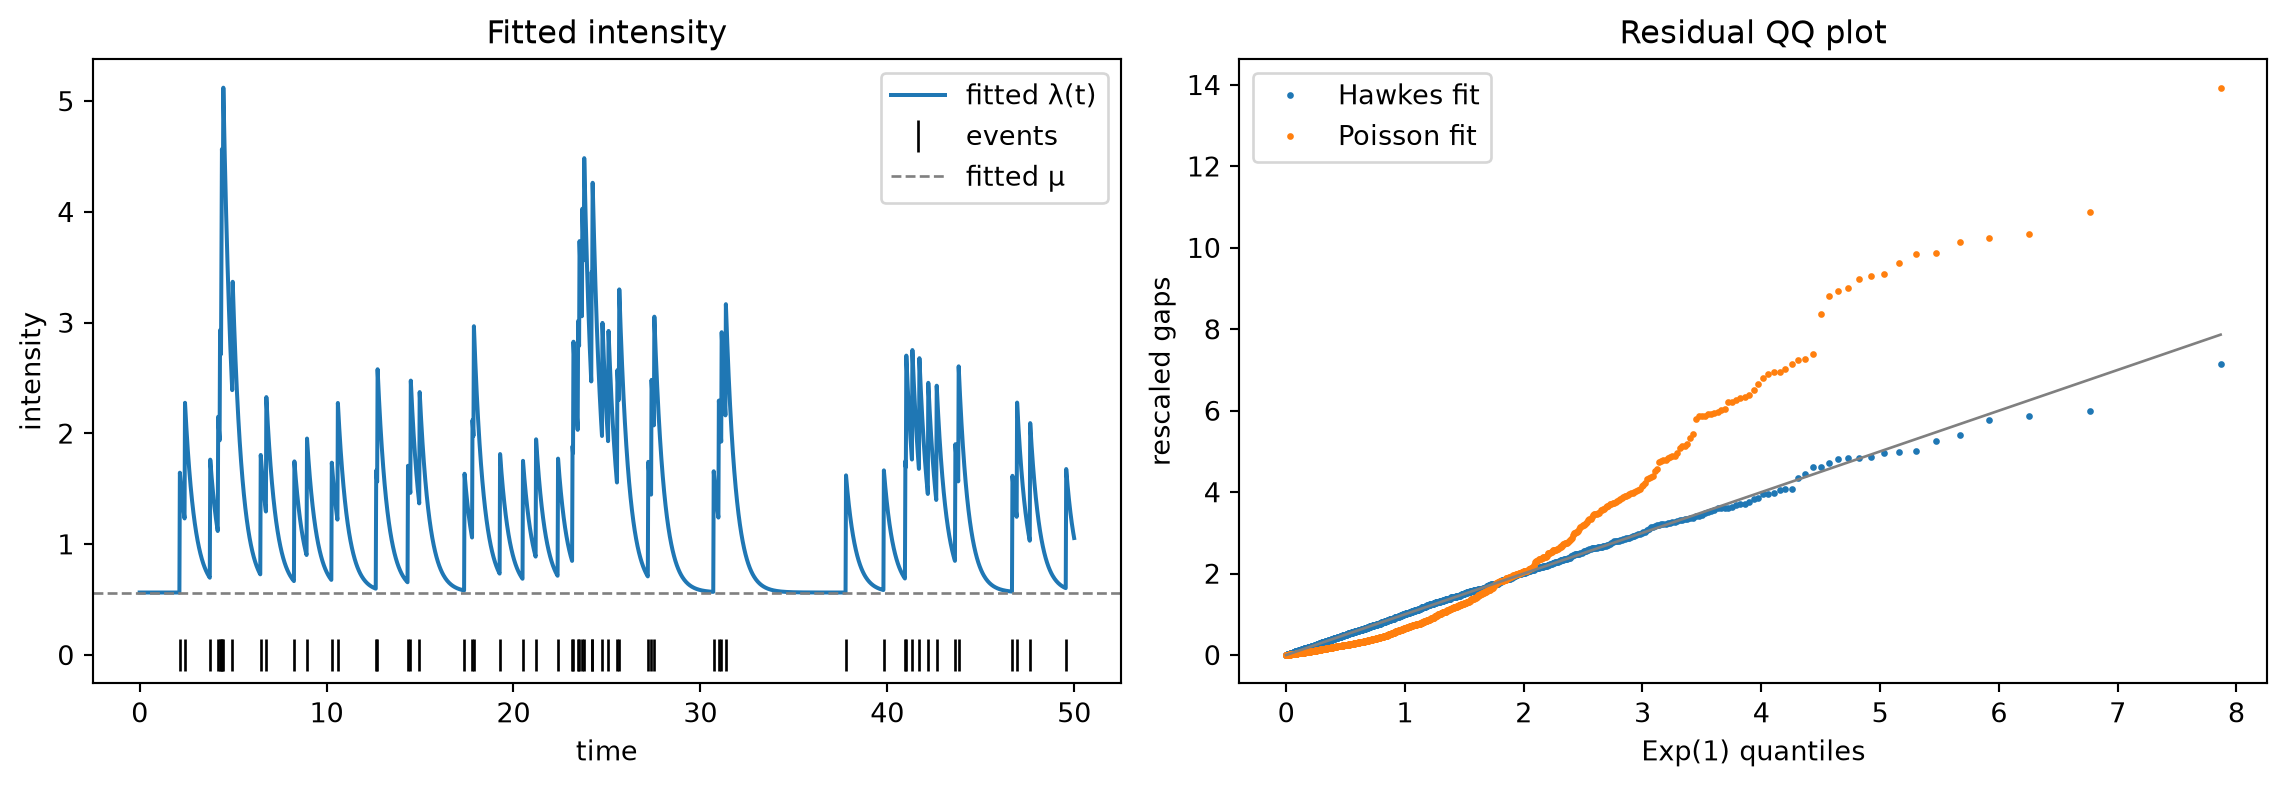 Fitted intensity
fitted λ(t)
events
fitted μ
5
4
3
2
1
0
intensity
0
10
20
30
40
50
time
Residual QQ plot
Hawkes fit
Poisson fit
14
12
10
8
6
4
2
0
rescaled gaps
0
1
2
3
4
5
6
7
8
Exp(1) quantiles